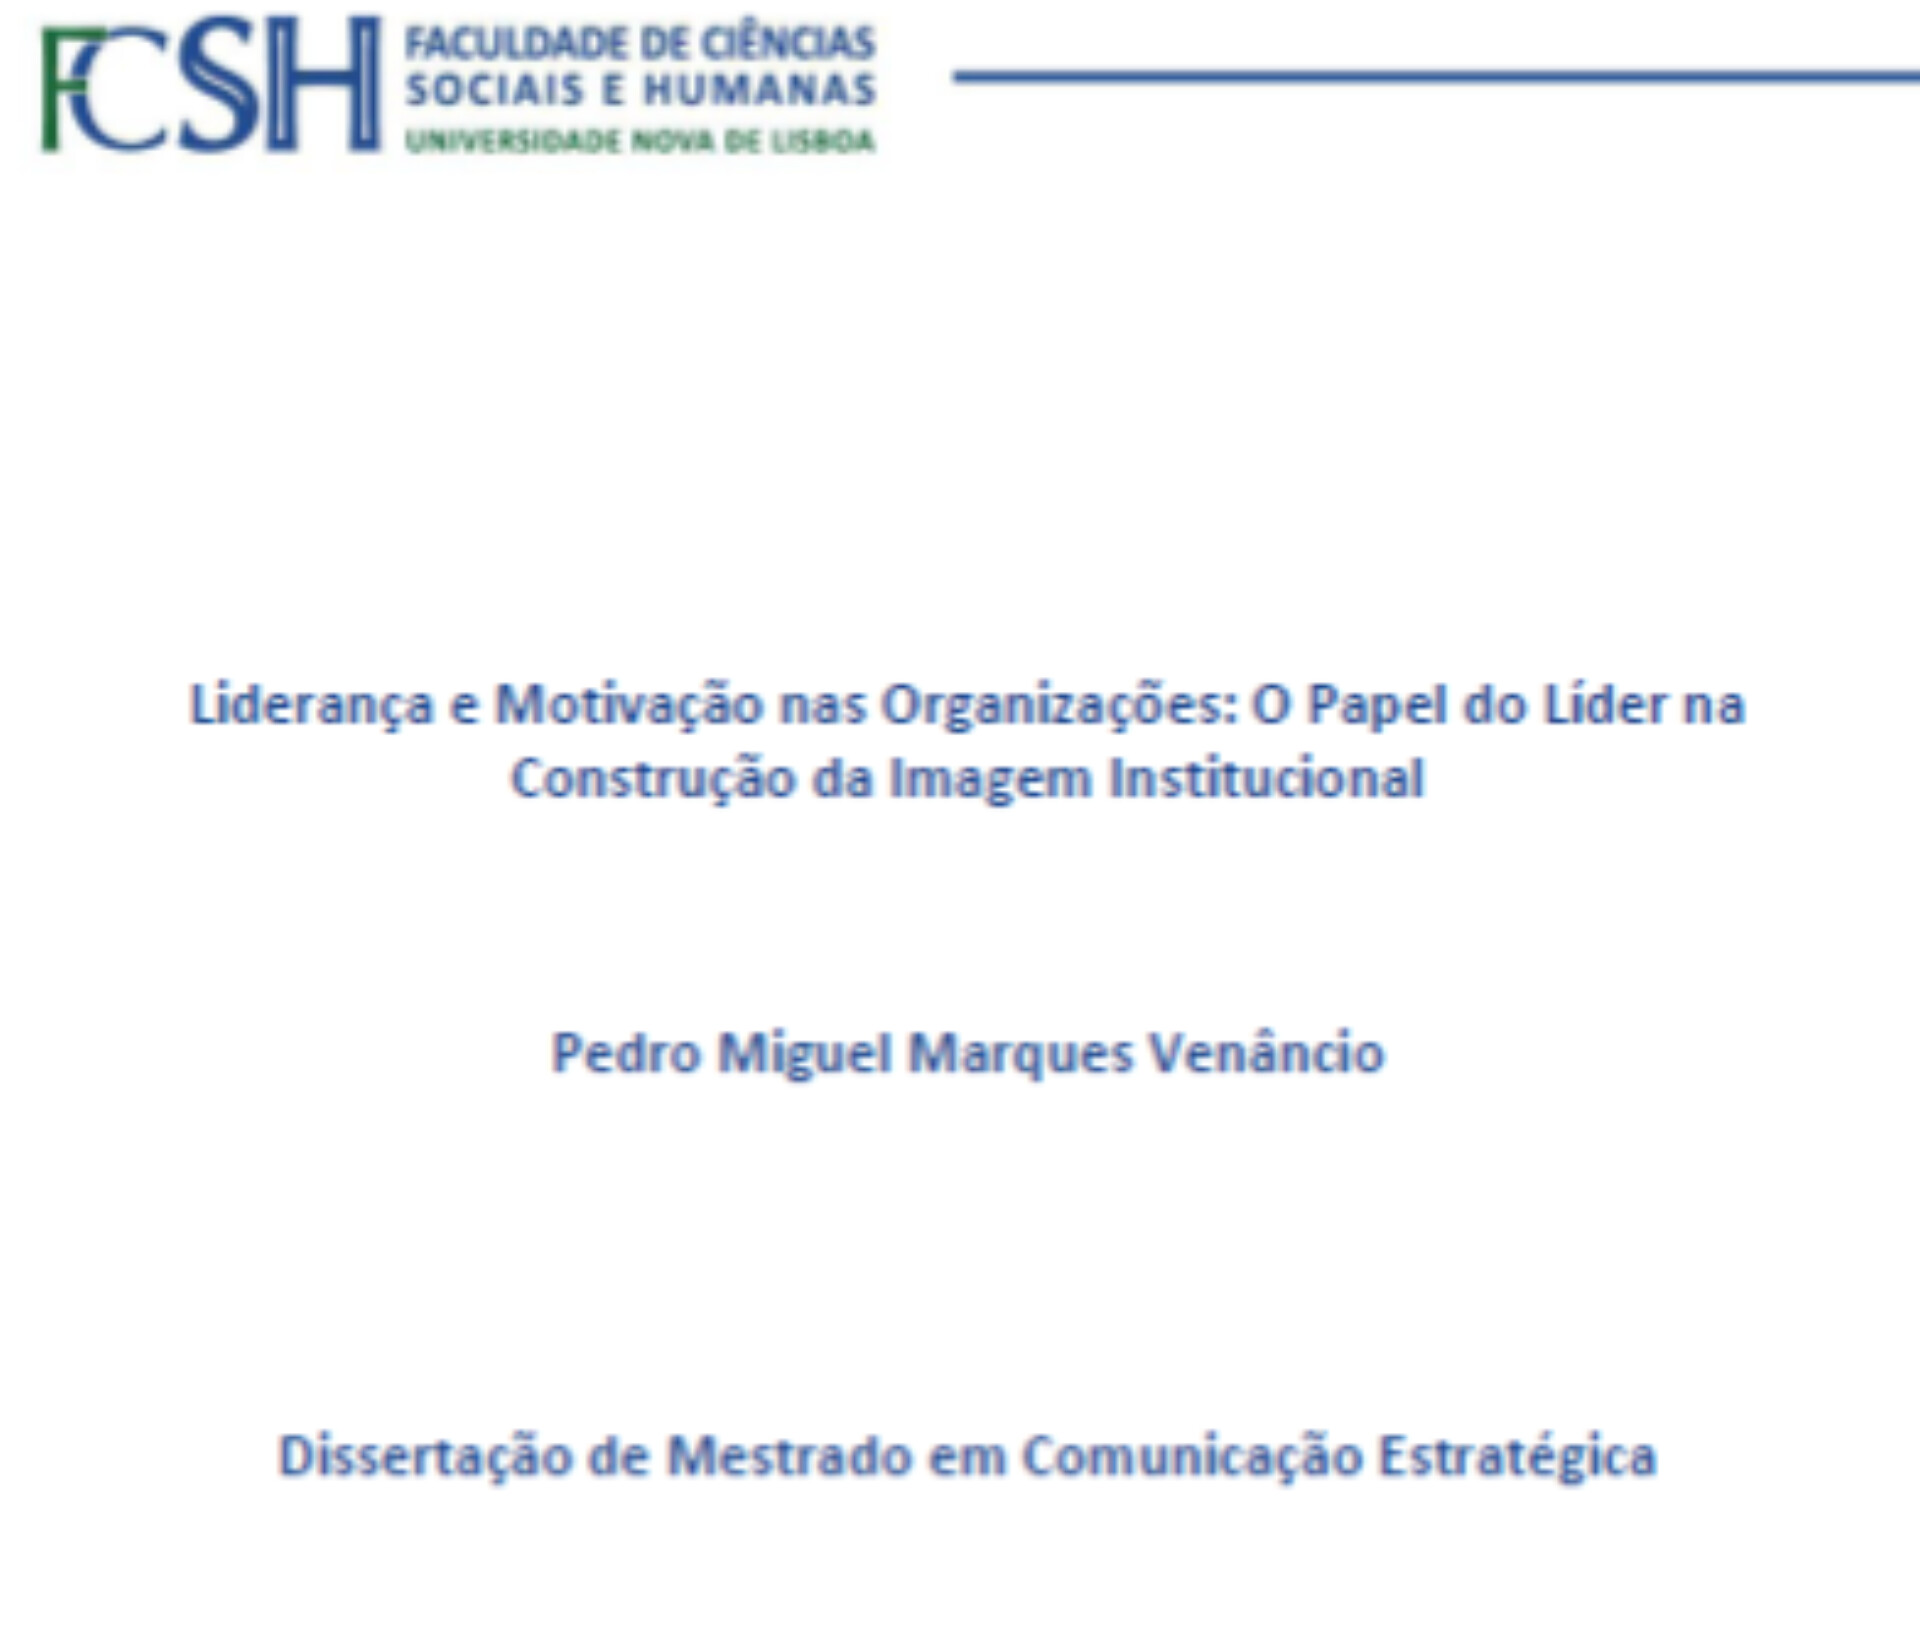 FCSH
FACULDADE DE CIÊNCIAS
SOCIAIS E HUMANAS
UNIVERSIDADE NOVA DE LISBOA
Liderança e Motivação nas Organizações: O Papel do Líder na
Construção da Imagem Institucional
Pedro Miguel Marques Venâncio
Dissertação de Mestrado em Comunicação Estratégica